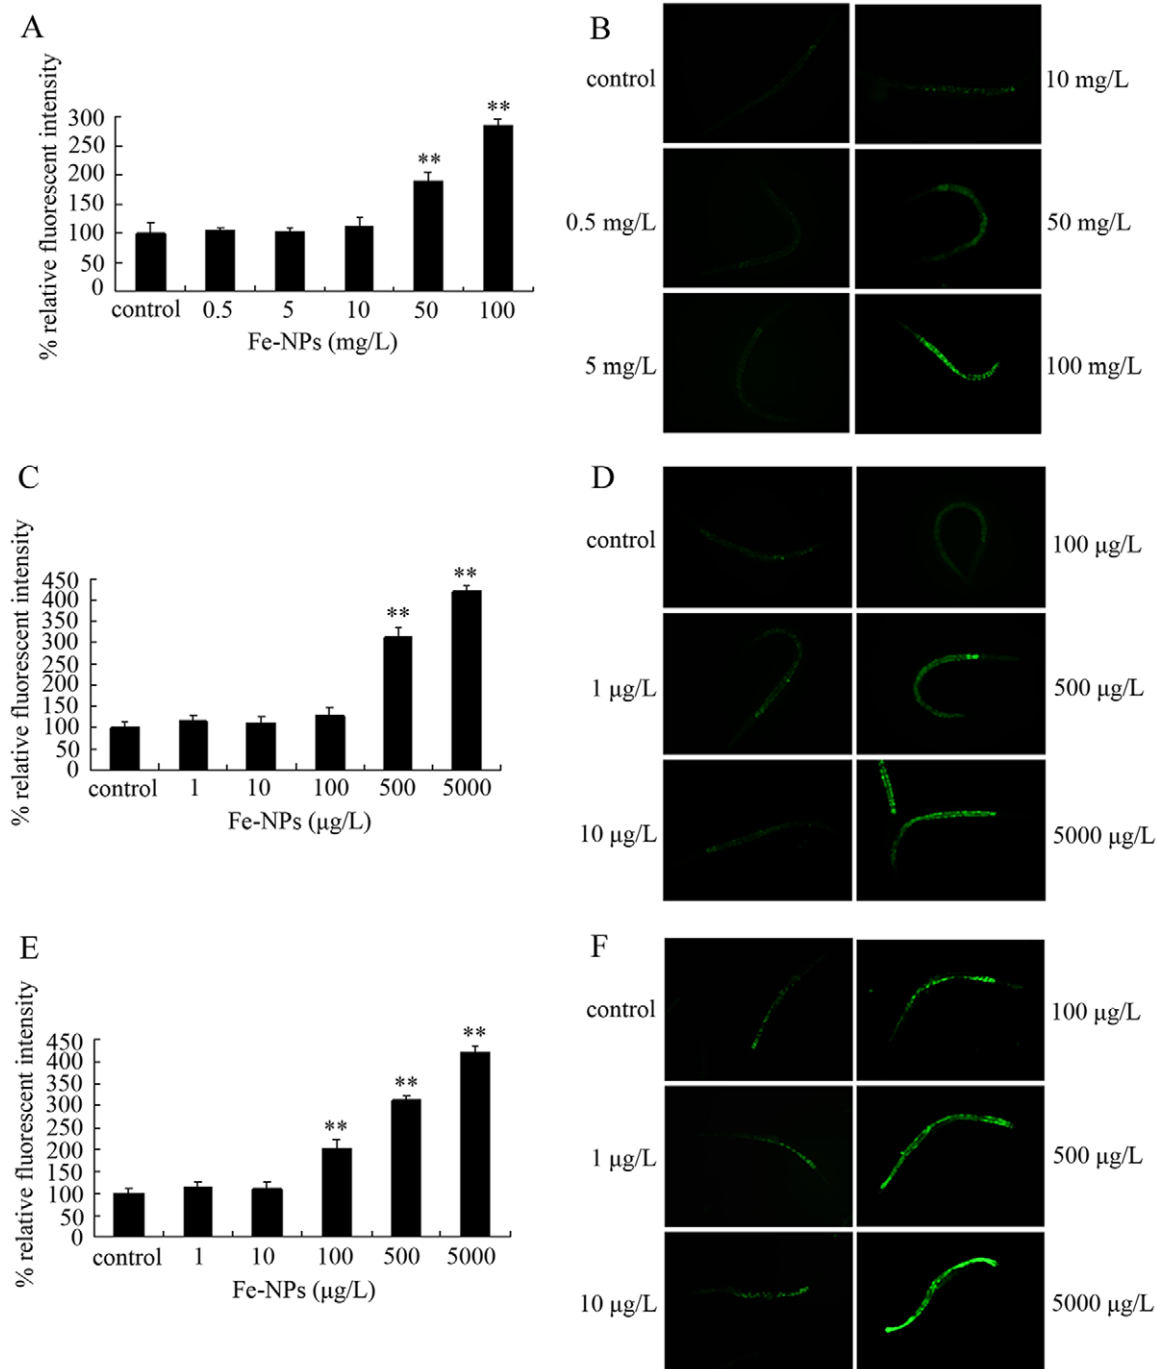 A
% relative fluorescent intensity
300
250
200
150
100
50
0
**
**
control 0.5 5 10 50 100
Fe-NPs (mg/L)
B
control
10 mg/L
0.5 mg/L
50 mg/L
5 mg/L
100 mg/L
C
% relative fluorescent intensity
450
400
350
300
250
200
150
100
50
0
**
**
control 1 10 100 500 5000
Fe-NPs (μg/L)
D
control
100 μg/L
1 μg/L
500 μg/L
10 μg/L
5000 μg/L
E
% relative fluorescent intensity
450
400
350
300
250
200
150
100
50
0
**
**
**
control 1 10 100 500 5000
Fe-NPs (μg/L)
F
control
100 μg/L
1 μg/L
500 μg/L
10 μg/L
5000 μg/L